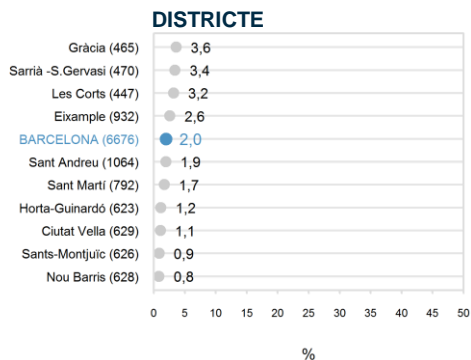 DISTRICTE
Gràcia (465) 3,6
Sarrià -S.Gervasi (470) 3,4
Les Corts (447) 3,2
Eixample (932) 2,6
BARCELONA (6676) 2,0
Sant Andreu (1064) 1,9
Sant Martí (792) 1,7
Horta-Guinardó (623) 1,2
Ciutat Vella (629) 1,1
Sants-Montjuïc (626) 0,9
Nou Barris (628) 0,8
0 5 10 15 20 25 30 35 40 45 50
%